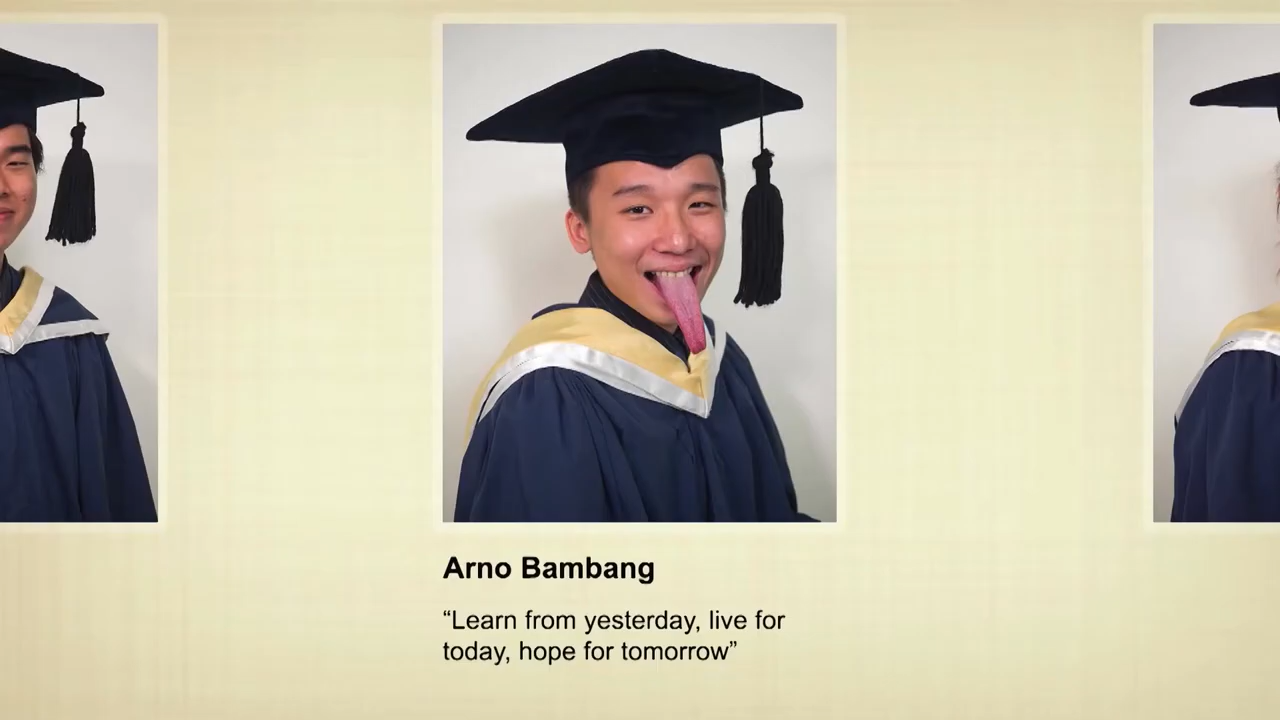 Arno Bambang
“Learn from yesterday, live for
today, hope for tomorrow”